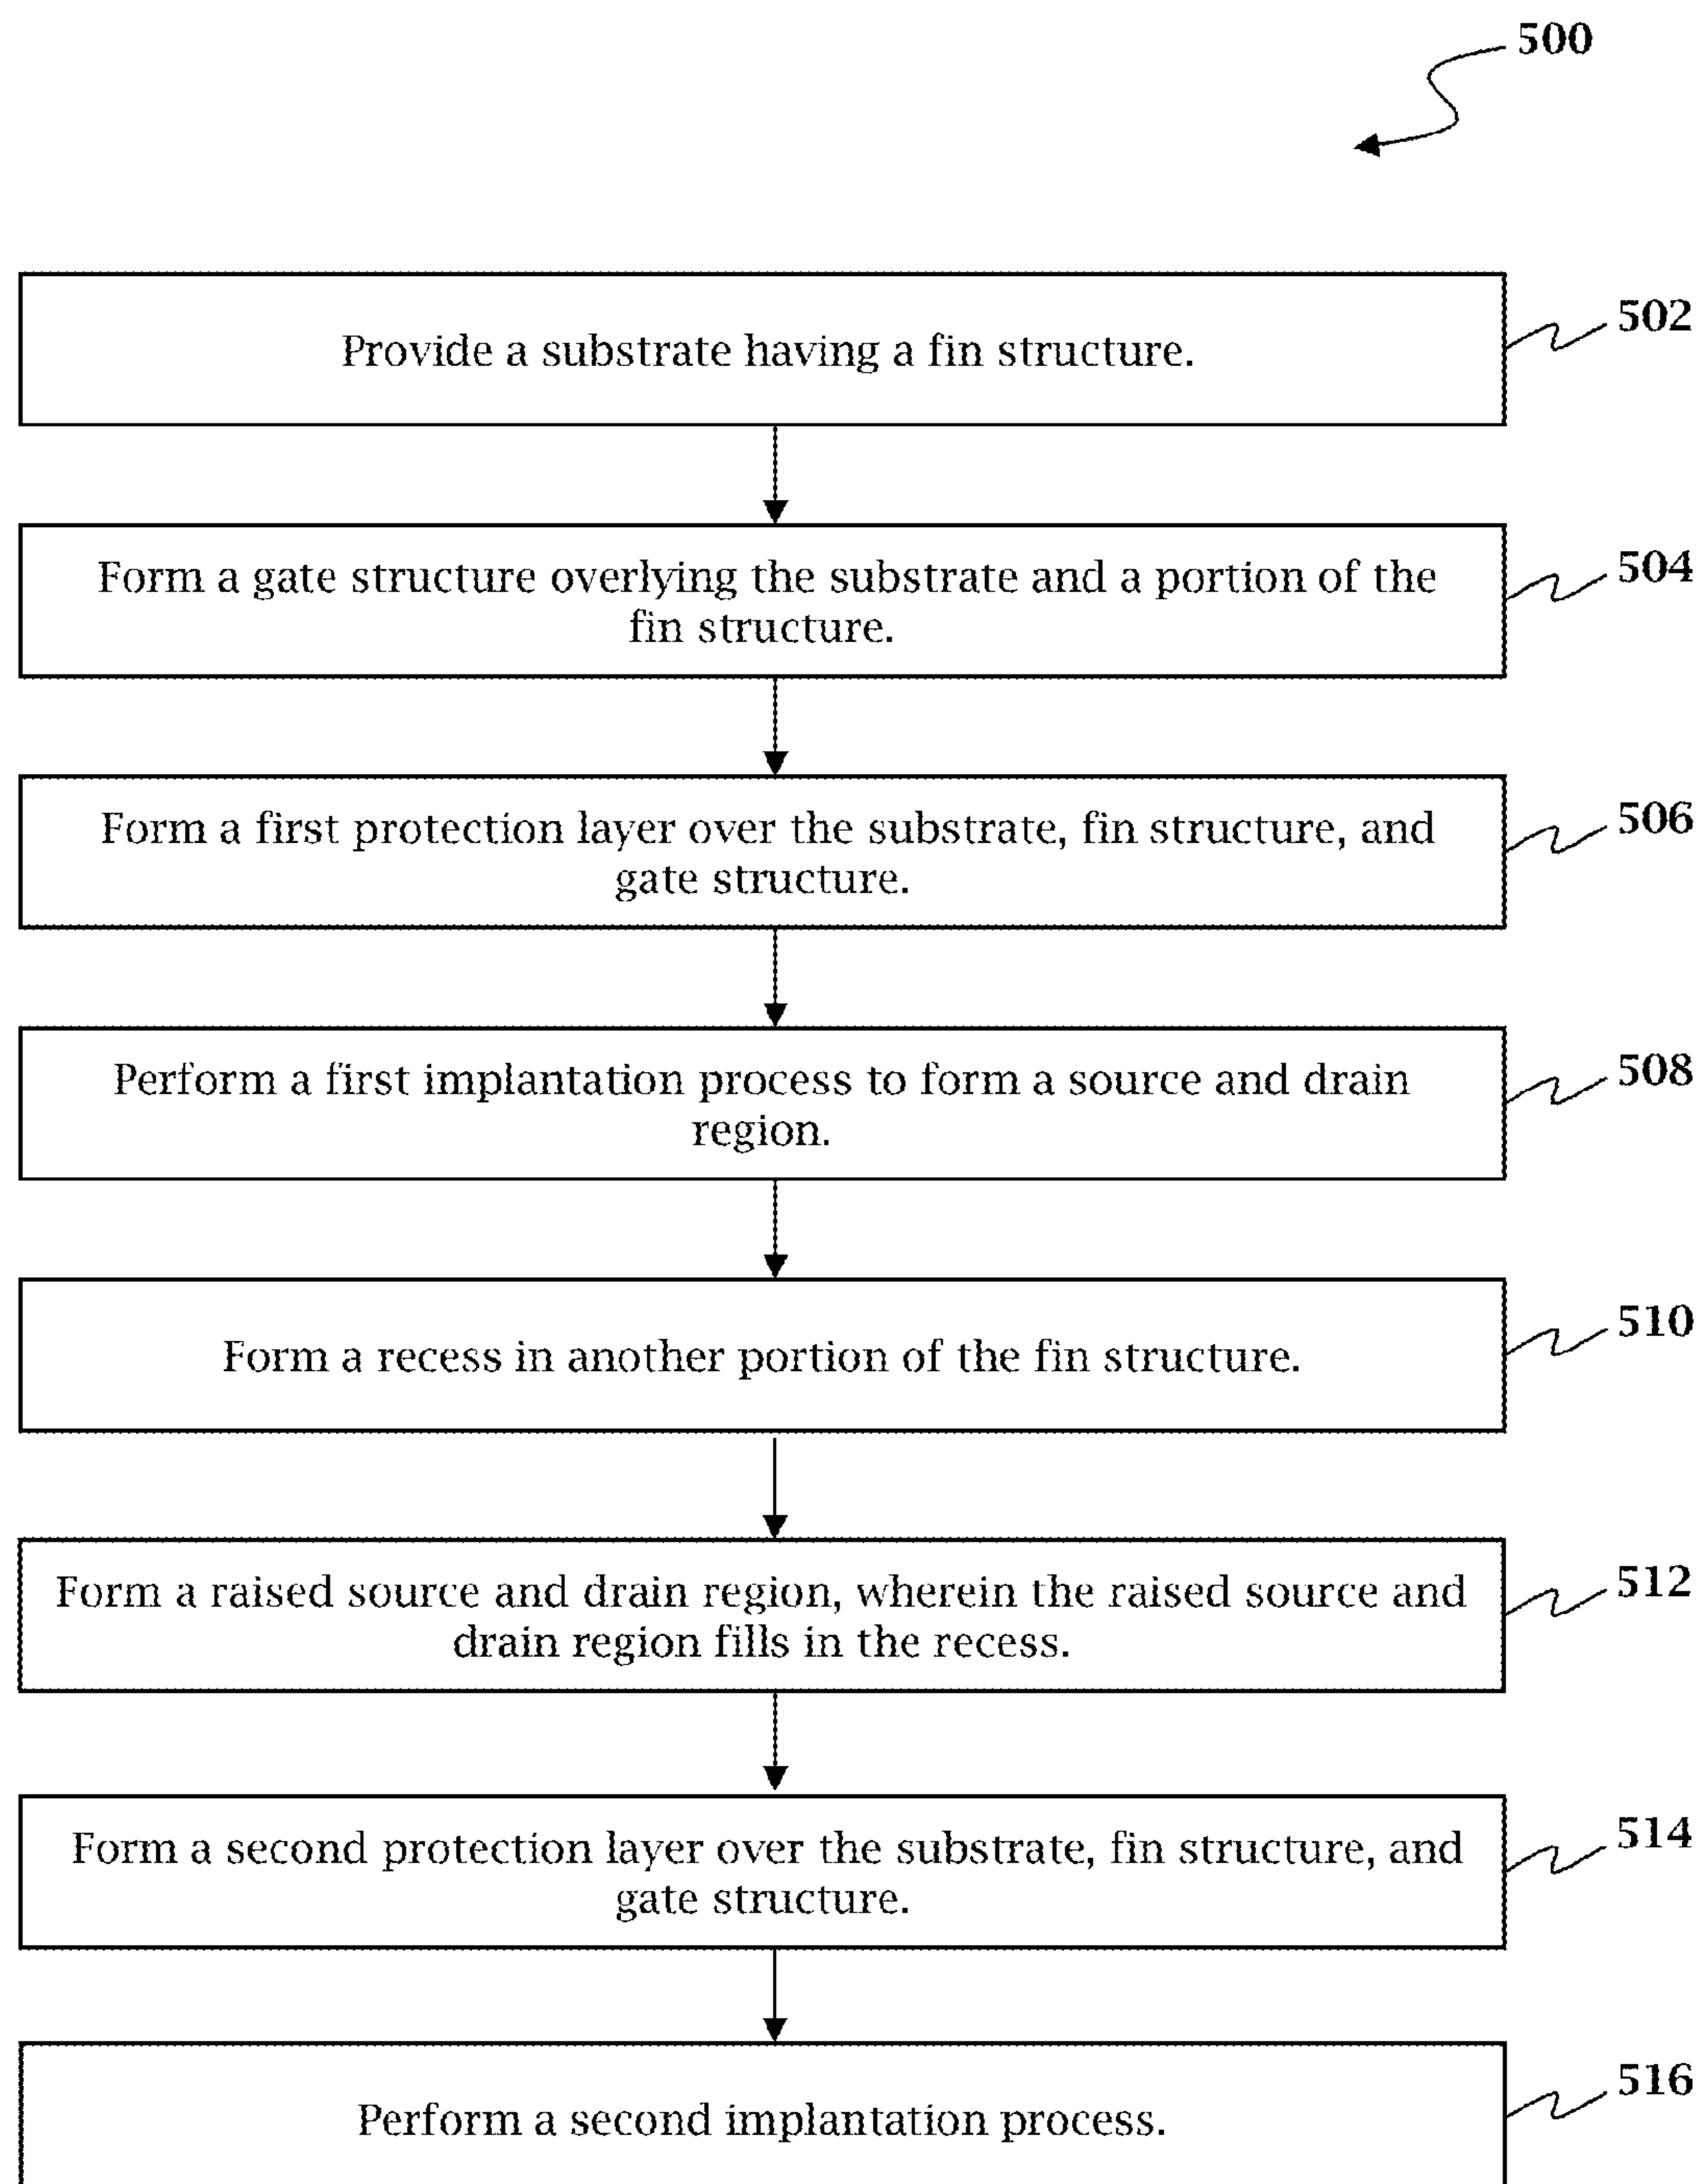 500
Provide a substrate having a fin structure.
502
Form a gate structure overlying the substrate and a portion of the
fin structure.
504
Form a first protection layer over the substrate, fin structure, and
gate structure.
506
Perform a first implantation process to form a source and drain
region.
508
Form a recess in another portion of the fin structure.
510
Form a raised source and drain region, wherein the raised source and
drain region fills in the recess.
512
Form a second protection layer over the substrate, fin structure, and
gate structure.
514
Perform a second implantation process.
516